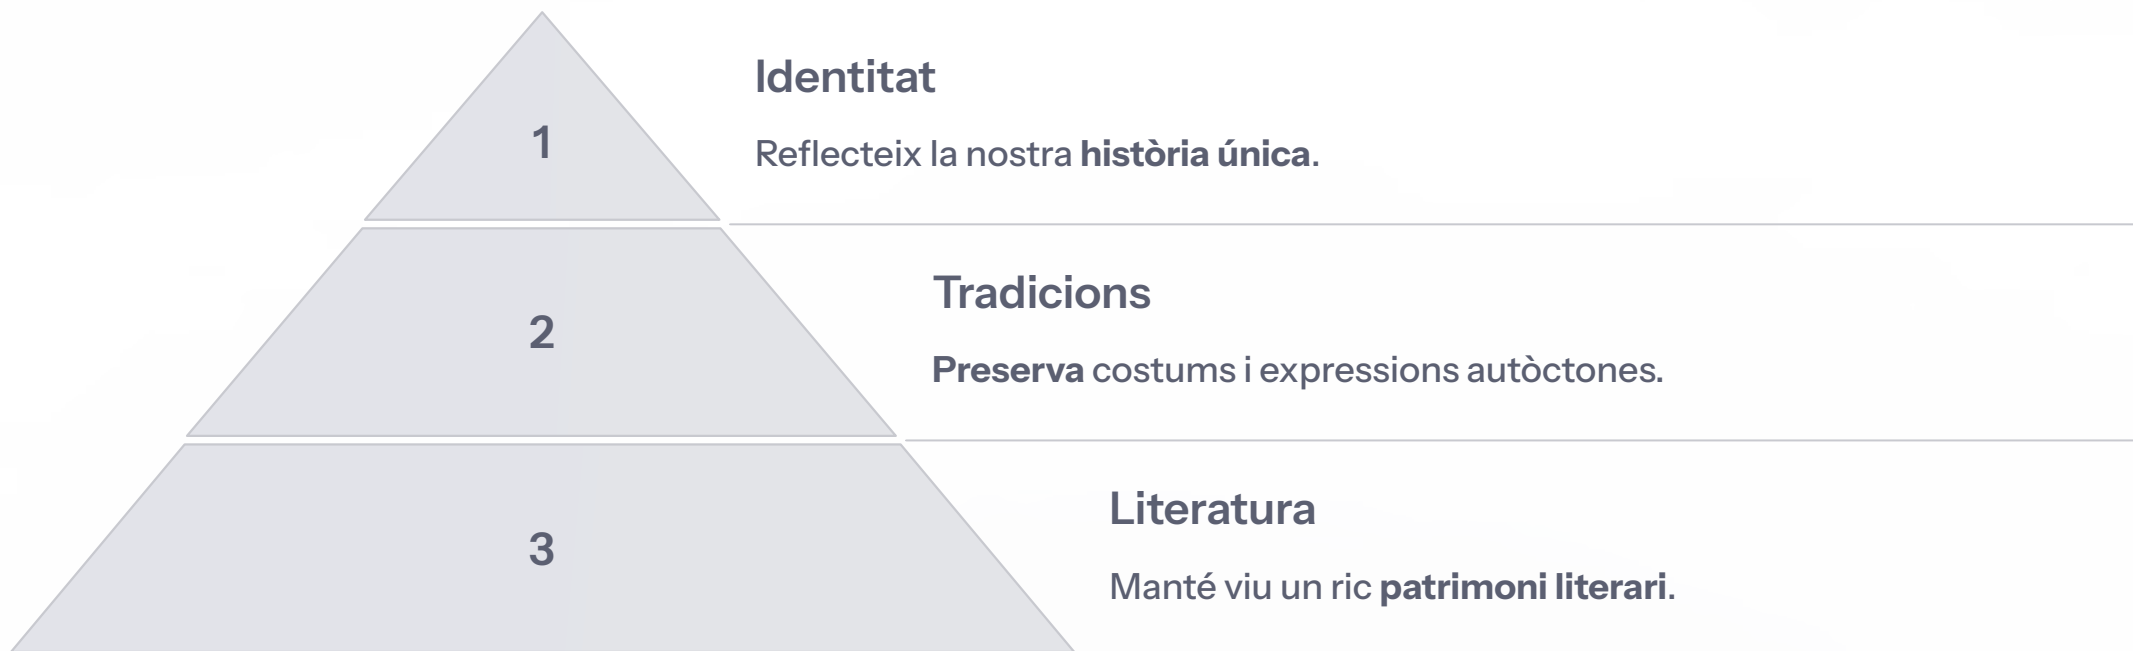 1
Identitat
Reflecteix la nostra història única.
2
Tradicions
Preserva costums i expressions autòctones.
3
Literatura
Manté viu un ric patrimoni literari.